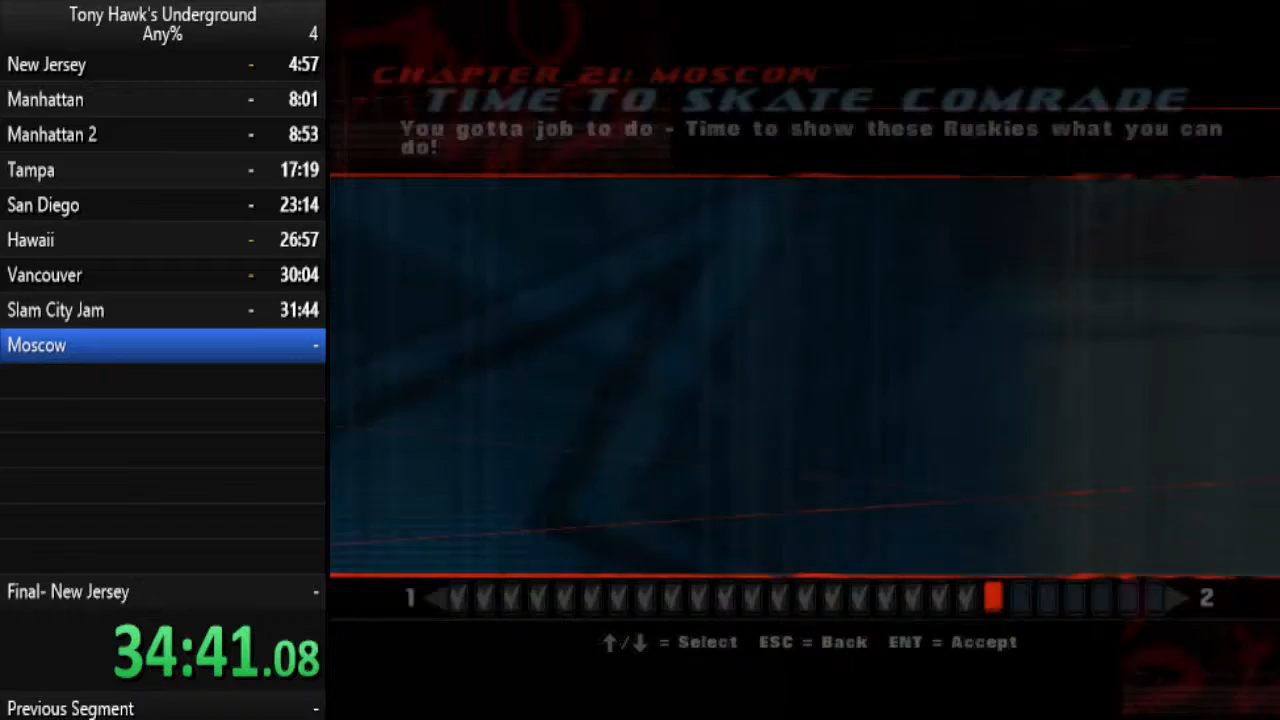 Tony Hawk's Underground
Any% 4
New Jersey - 4:57
Manhattan - 8:01
Manhattan 2 - 8:53
Tampa - 17:19
San Diego - 23:14
Hawaii - 26:57
Vancouver - 30:04
Slam City Jam - 31:44
Moscow -
Final- New Jersey -
34:41.08
Previous Segment -
CHAPTER 21: MOSCOW
TIME TO SKATE COMRADE
You gotta job to do - Time to show these Ruskies what you can
do!
1 2
↑/↓ = Select ESC = Back ENT = Accept